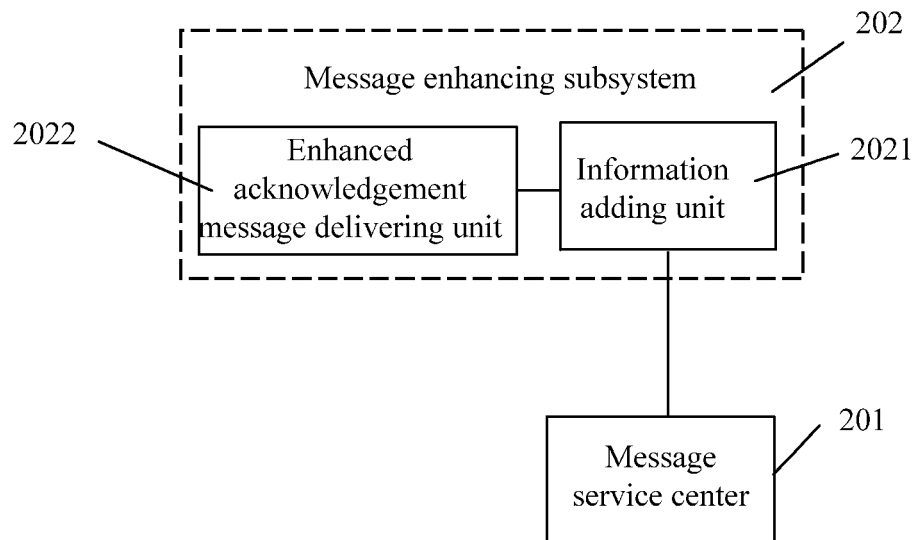 202
Message enhancing subsystem
2022
Enhanced
acknowledgement
message delivering unit
Information
adding unit
2021
Message
service center
201